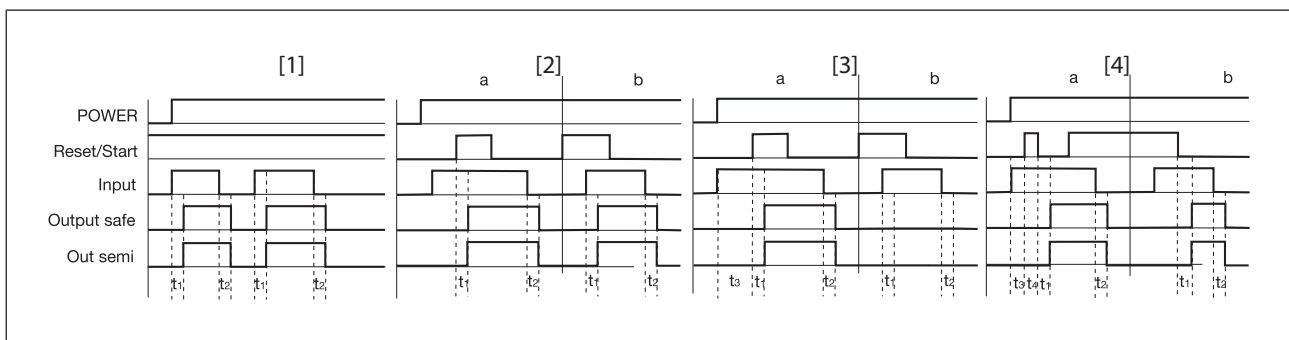 [1] [2] [3] [4]
a b a b a b
POWER
Reset/Start
Input
Output safe
Out semi
t1 t2 t1 t2 t1 t2 t1 t2 t3 t1 t2 t1 t2 t3 t4 t1 t2 t1 t2